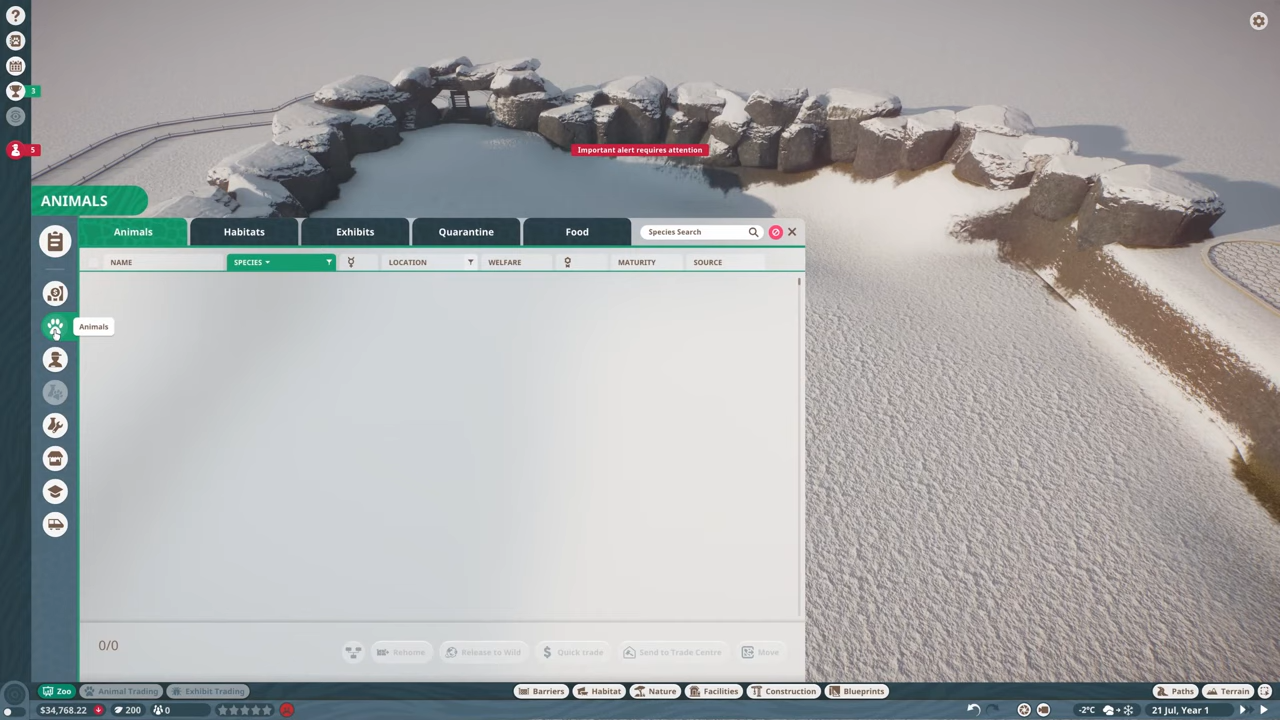 3
5
Important alert requires attention
ANIMALS
Animals
Habitats
Exhibits
Quarantine
Food
Species Search
NAME
SPECIES
LOCATION
WELFARE
MATURITY
SOURCE
Animals
0/0
Rehome
Release to Wild
Quick trade
Send to Trade Centre
Move
Zoo
Animal Trading
Exhibit Trading
Barriers
Habitat
Nature
Facilities
Construction
Blueprints
Paths
Terrain
$34,768.22
200
0
-2°C
21 Jul, Year 1